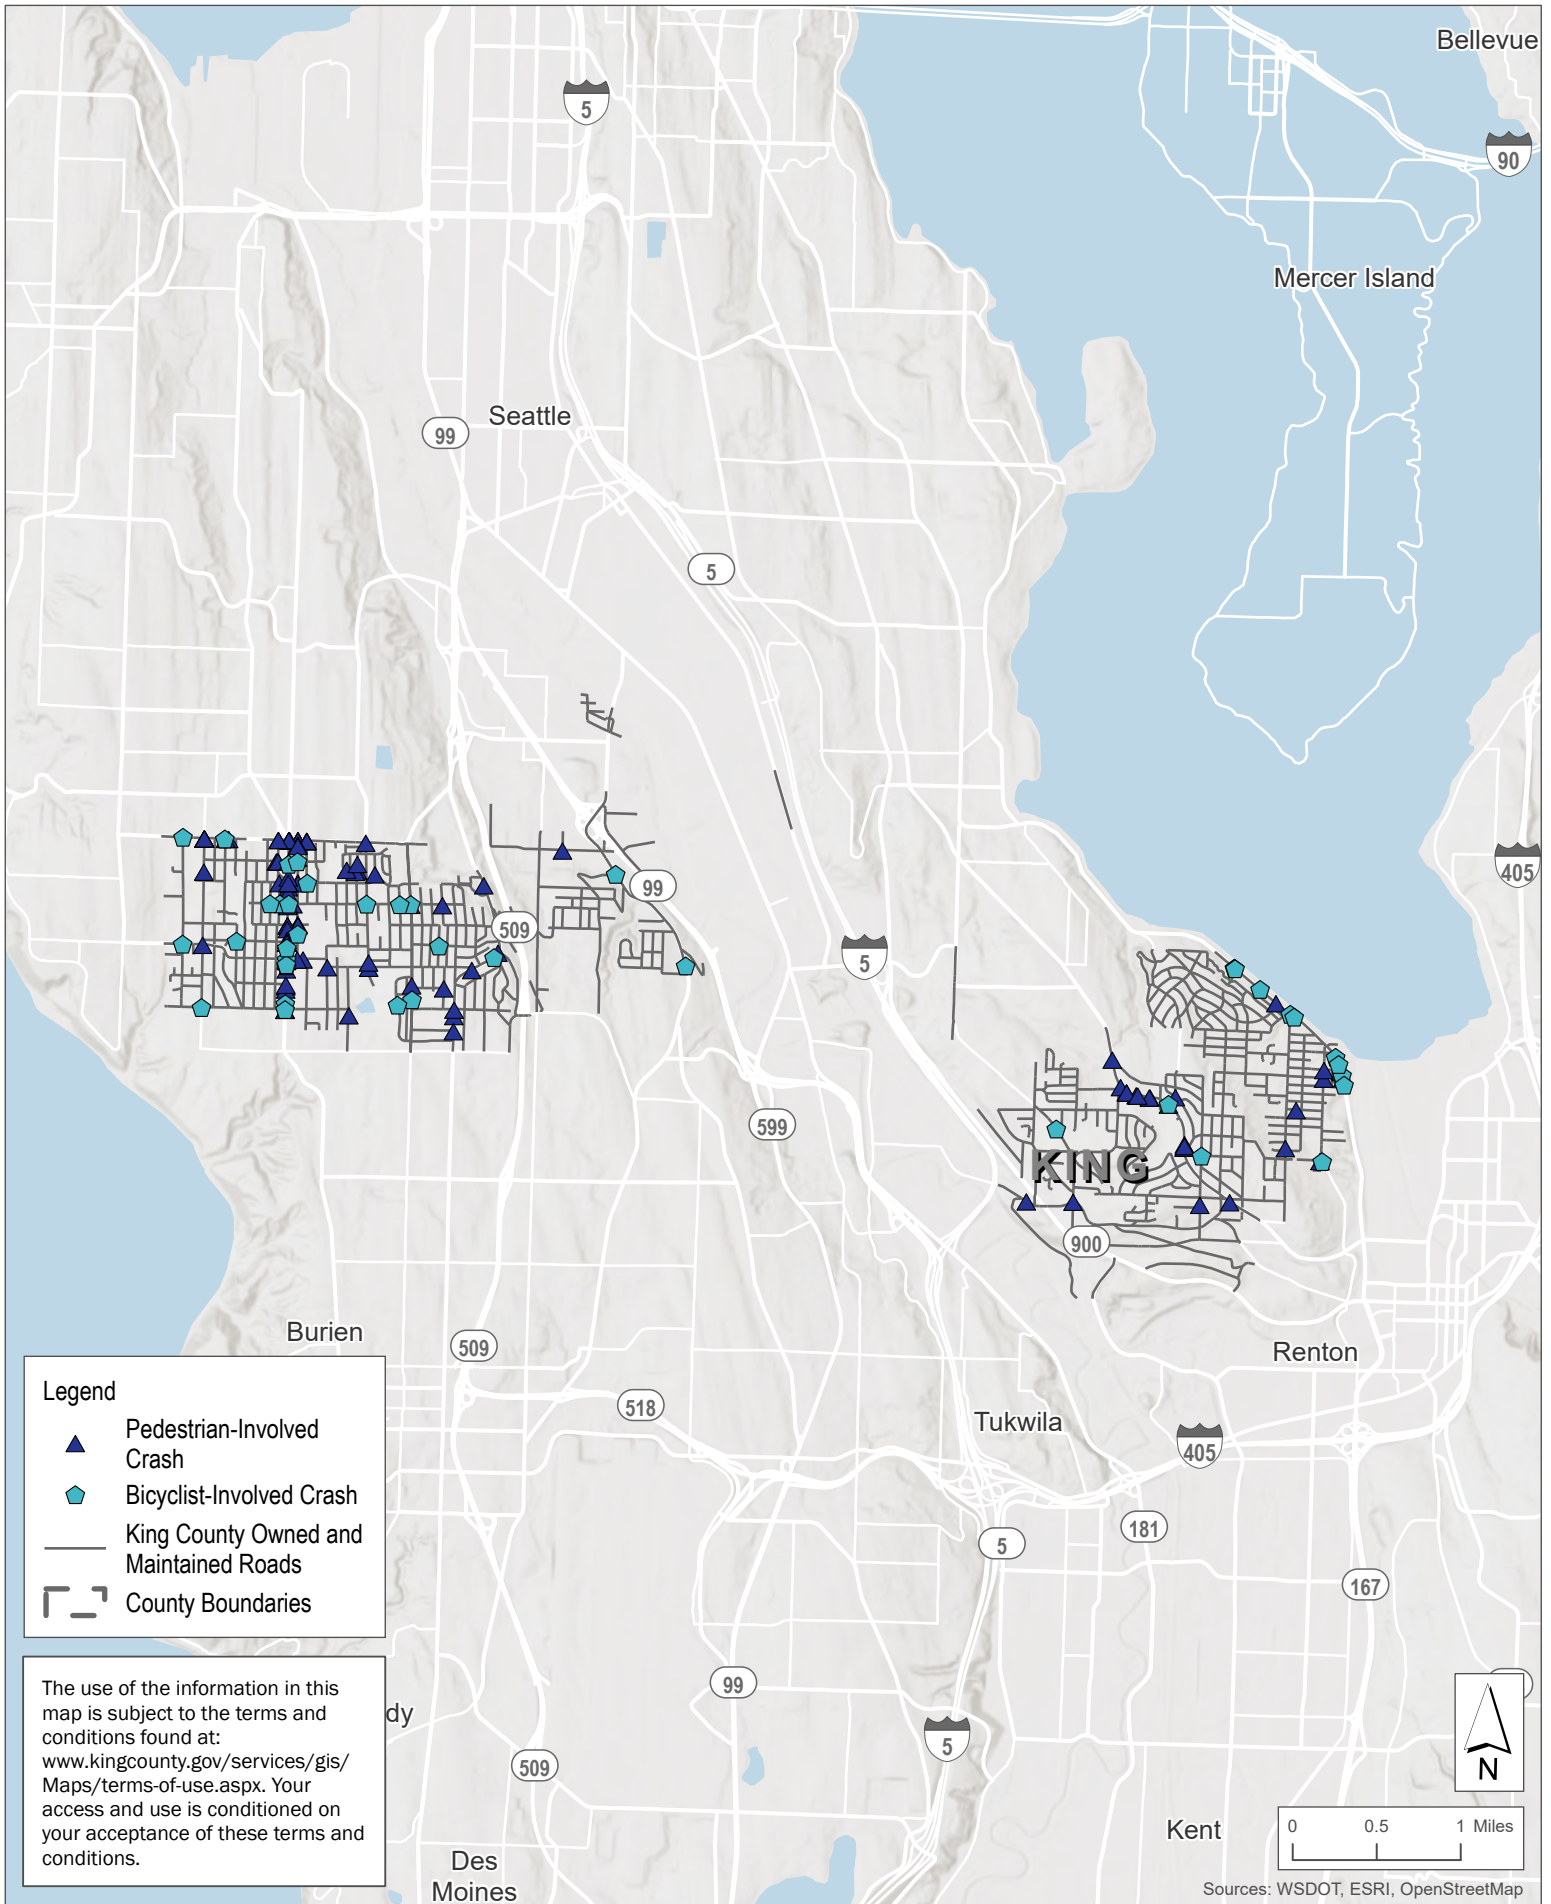 Bellevue
5
90
Mercer Island
99
Seattle
5
405
99
509
5
KING
599
900
Burien
509
Renton
518
Tukwila
405
Legend
Pedestrian-Involved
Crash
Bicyclist-Involved Crash
King County Owned and
Maintained Roads
County Boundaries
5
181
167
99
dy
5
509
The use of the information in this
map is subject to the terms and
conditions found at:
www.kingcounty.gov/services/gis/
Maps/terms-of-use.aspx. Your
access and use is conditioned on
your acceptance of these terms and
conditions.
N
Kent
0 0.5 1 Miles
Des
Moines
Sources: WSDOT, ESRI, OpenStreetMap